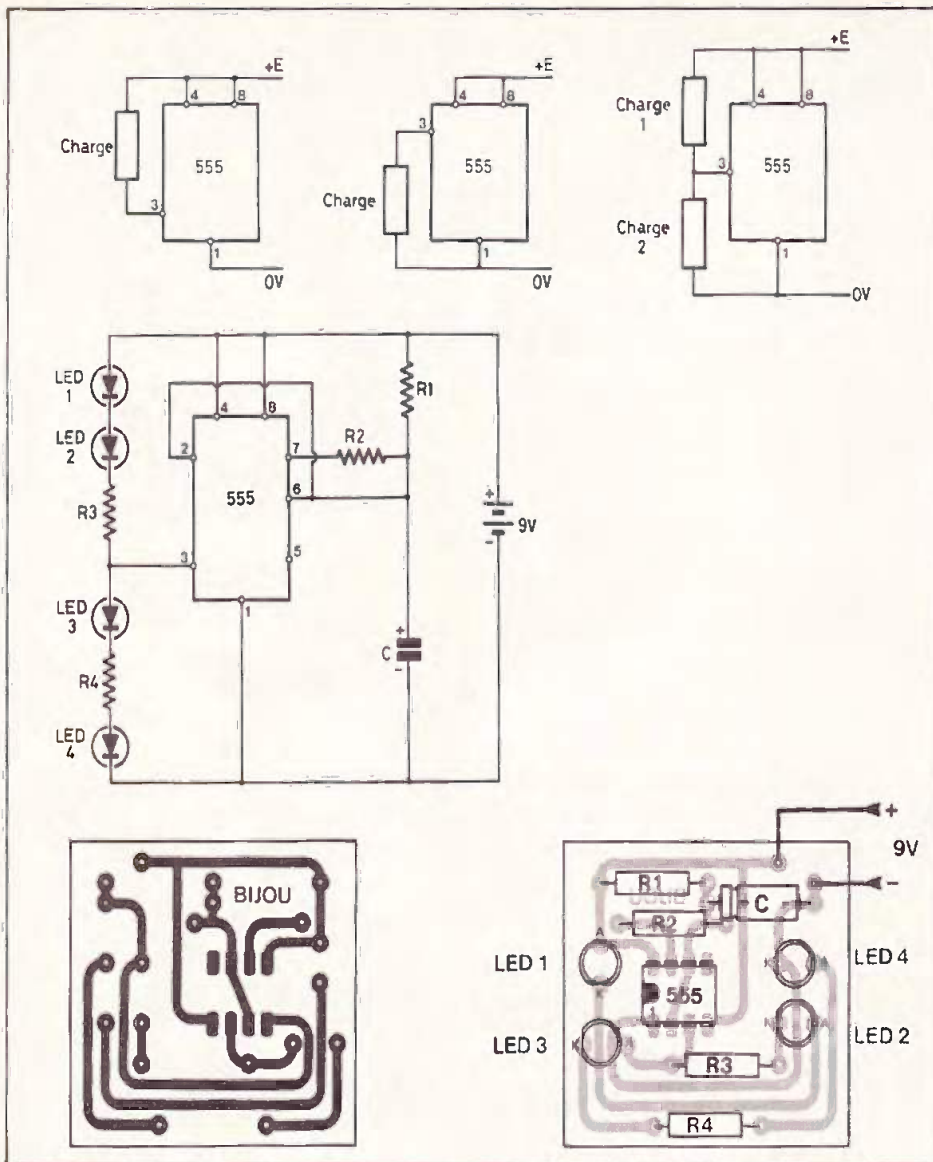 +E
4 8
Charge
3
555
1
0V
+E
4 8
3
Charge
555
1
0V
+E
Charge
1
4 8
3
555
Charge
2
1
0V
LED
1
LED
2
R3
4 8
2
7
R2
R1
555
6
5
3
1
+
9V
-
LED
3
R4
LED
4
+
C
-
BIJOU
+
9V
-
R1
R2
C
LED 1
A
K
555
1
K
LED 4
LED 3
K
A
LED 2
R3
R4